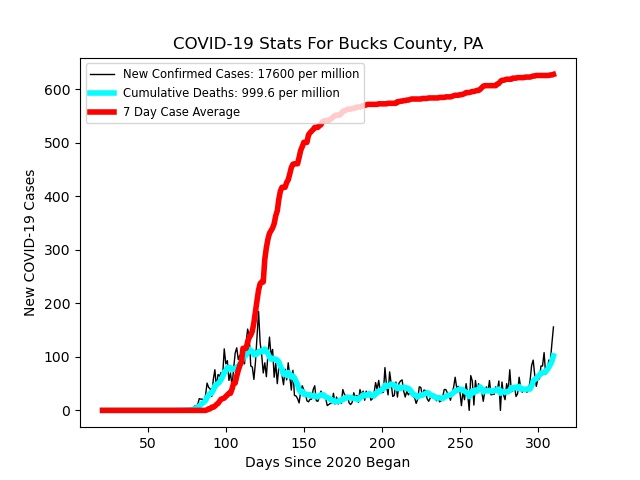 COVID-19 Stats For Bucks County, PA
New Confirmed Cases: 17600 per million
Cumulative Deaths: 999.6 per million
7 Day Case Average
New COVID-19 Cases
600
500
400
300
200
100
0
50 100 150 200 250 300
Days Since 2020 Began